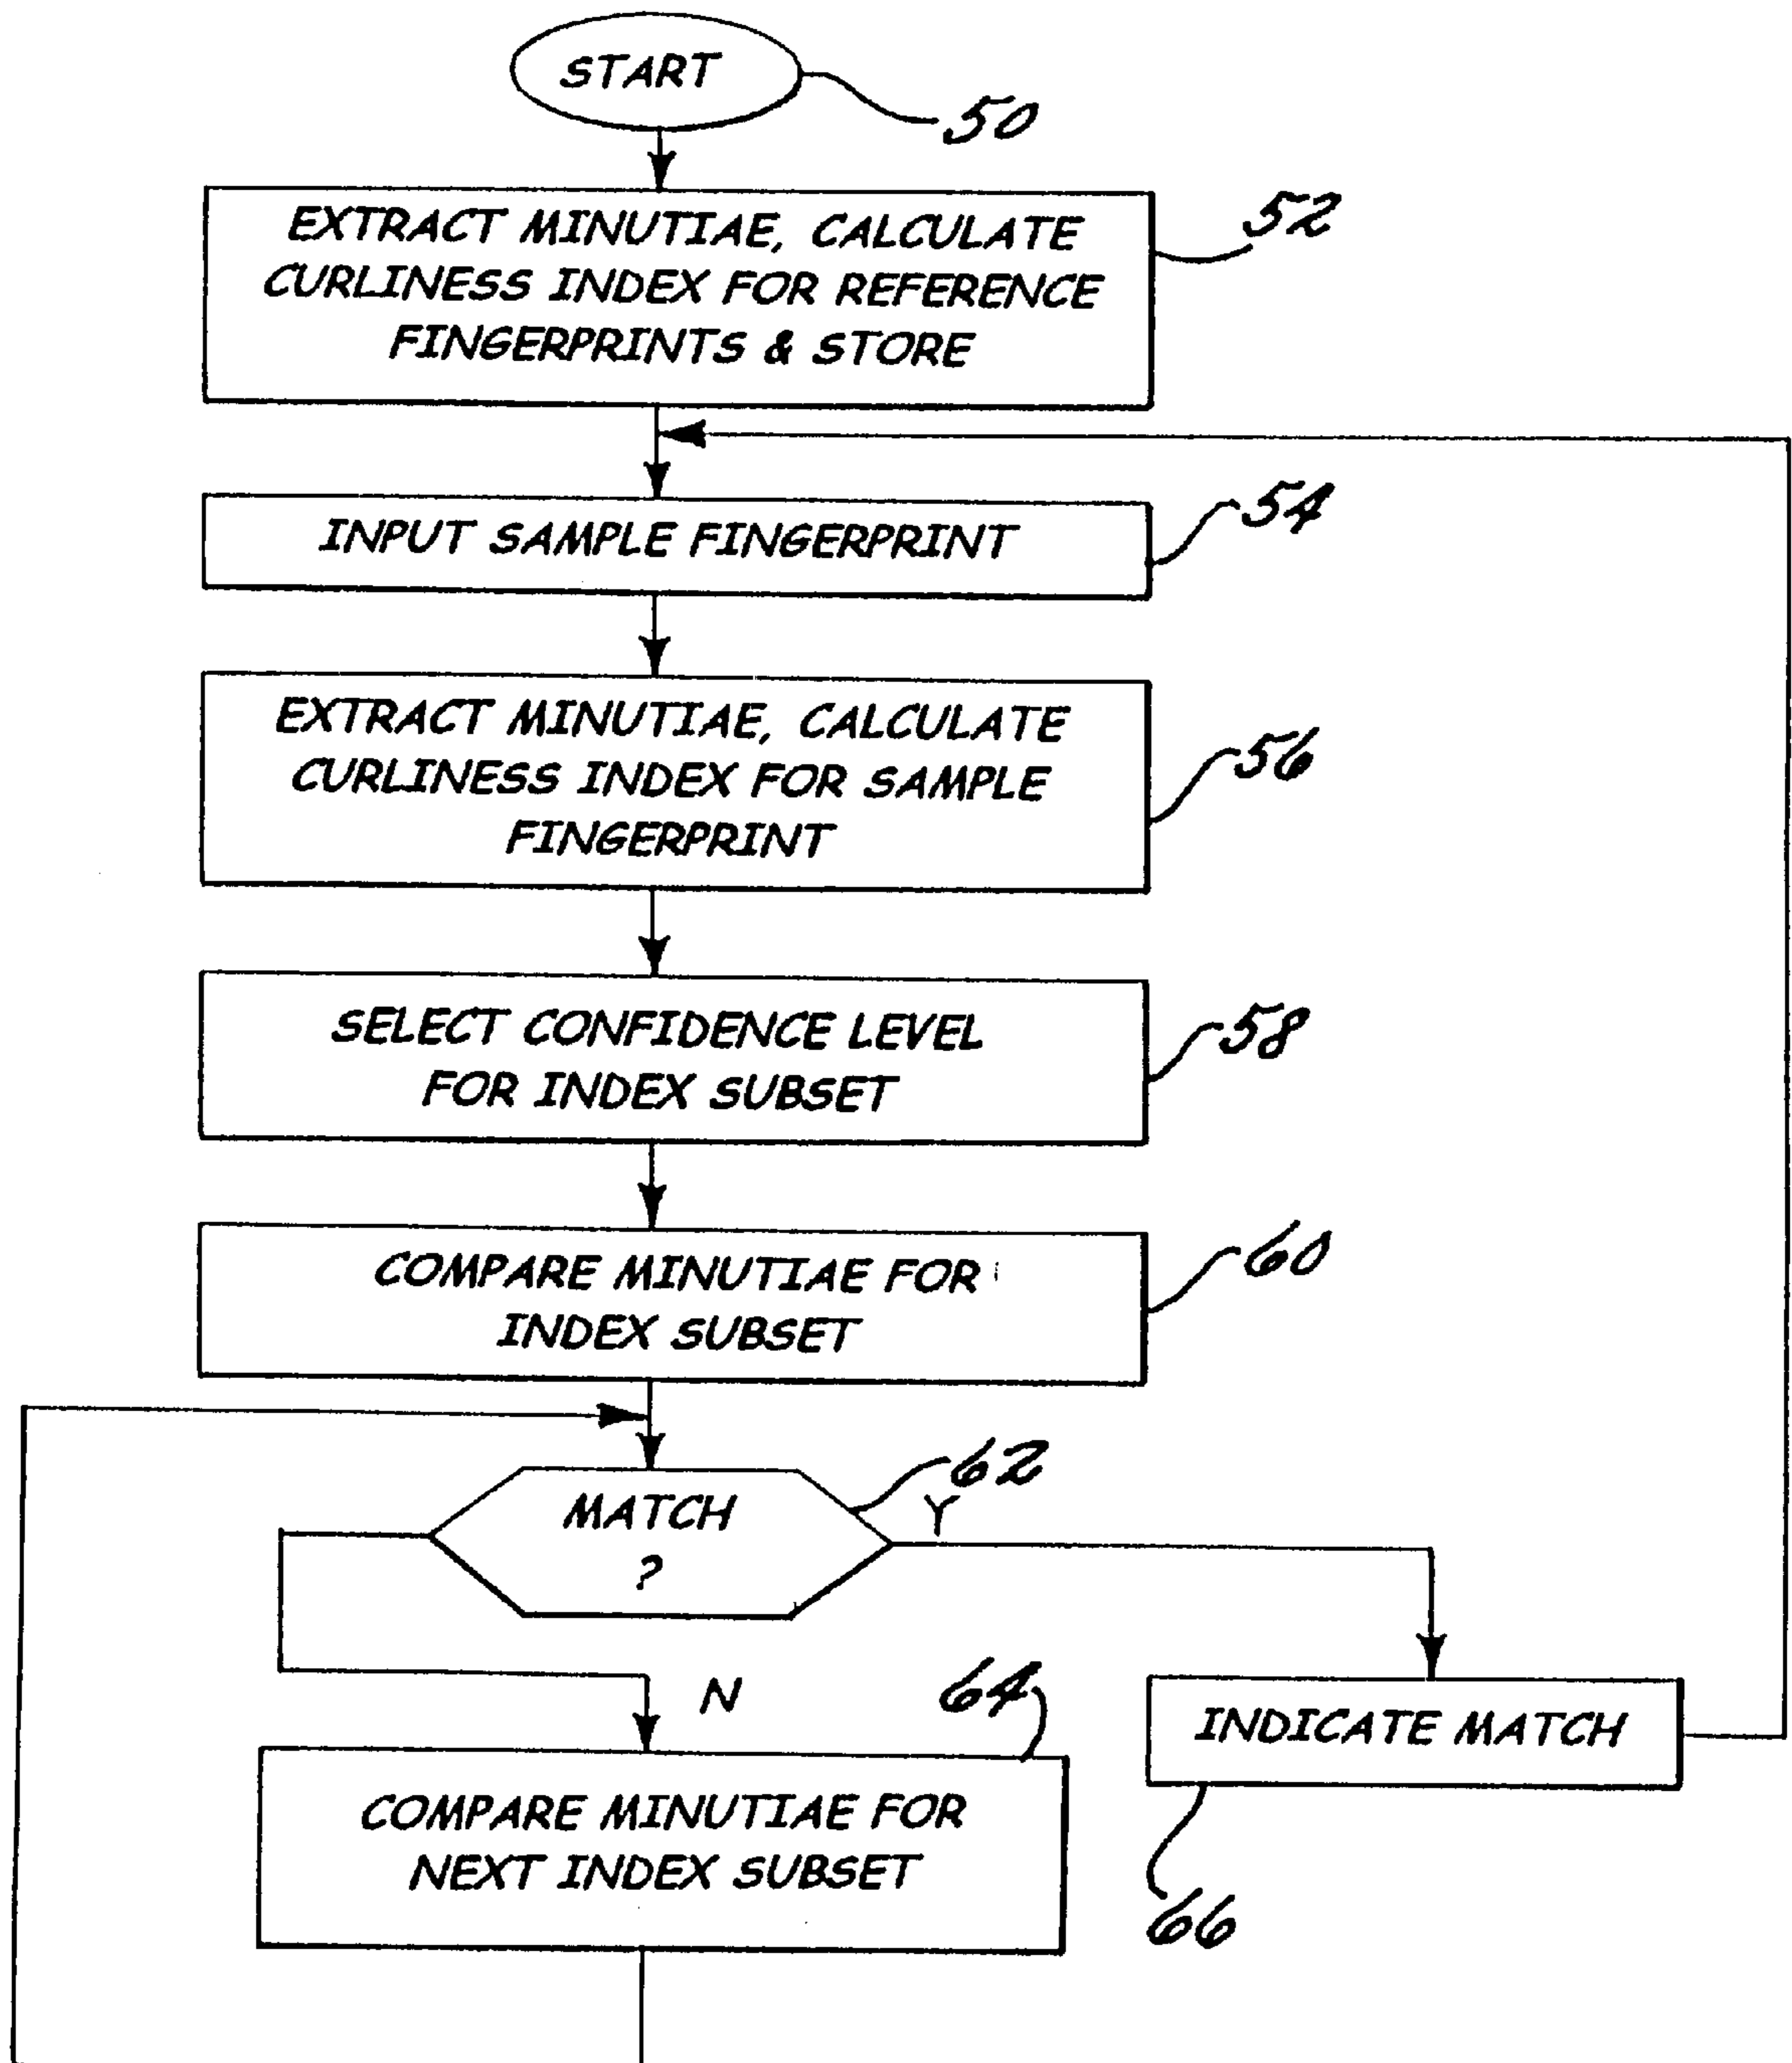 START
50
EXTRACT MINUTIAE, CALCULATE
CURLINESS INDEX FOR REFERENCE
FINGERPRINTS & STORE
52
INPUT SAMPLE FINGERPRINT
54
EXTRACT MINUTIAE, CALCULATE
CURLINESS INDEX FOR SAMPLE
FINGERPRINT
56
SELECT CONFIDENCE LEVEL
FOR INDEX SUBSET
58
COMPARE MINUTIAE FOR
INDEX SUBSET
60
MATCH
?
62
Y
N
64
COMPARE MINUTIAE FOR
NEXT INDEX SUBSET
INDICATE MATCH
66